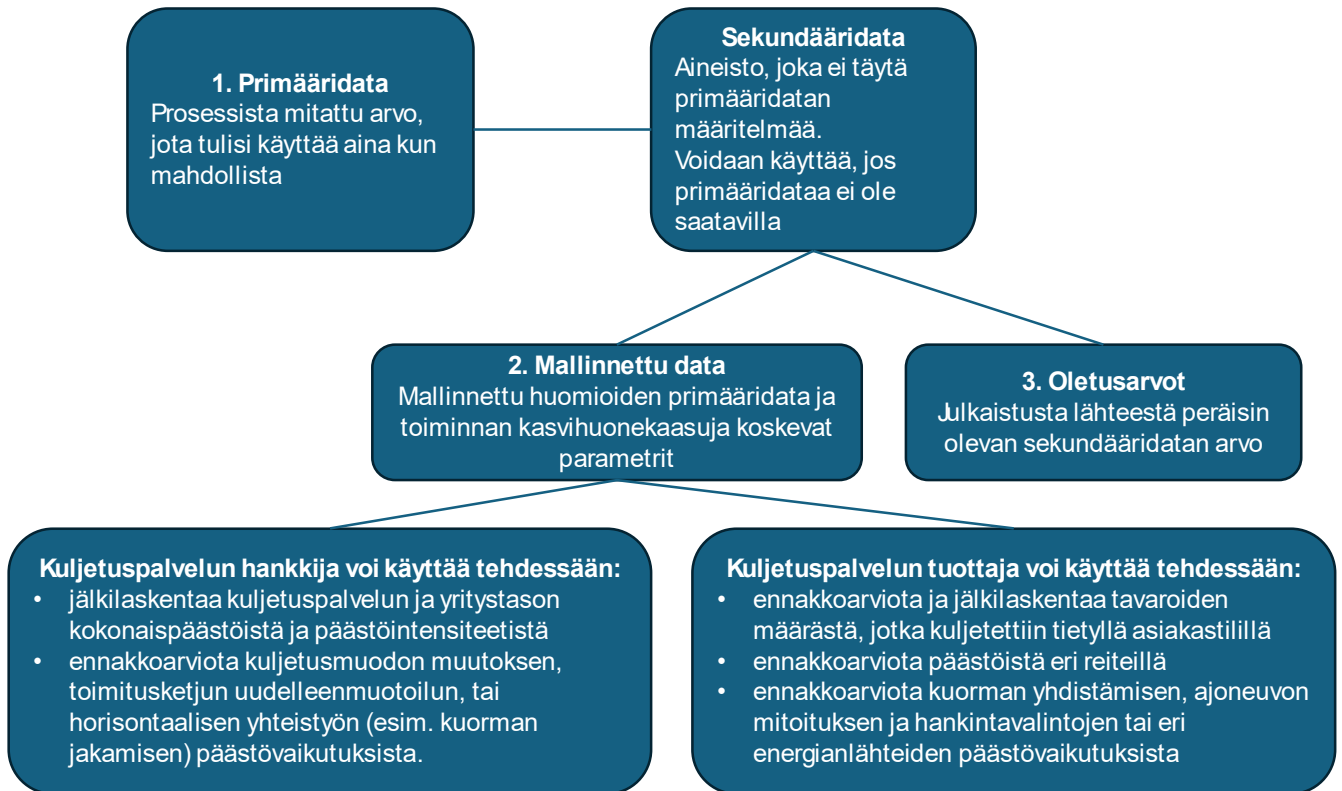 1. Primääridata
Prosessista mitattu arvo,
jota tulisi käyttää aina kun
mahdollista
Sekundääridata
Aineisto, joka ei täytä
primääridatan
määritelmää.
Voidaan käyttää, jos
primääridataa ei ole
saatavilla
2. Mallinnettu data
Mallinnettu huomioiden primääridata ja
toiminnan kasvihuonekaasuja koskevat
parametrit
3. Oletusarvot
Julkaistusta lähteestä peräisin
olevan sekundääridatan arvo
Kuljetuspalvelun hankkija voi käyttää tehdessään:
• jälkilaskentaa kuljetuspalvelun ja yritystason
kokonaispäästöistä ja päästöintensiteetistä
• ennakkoarviota kuljetusmuodon muutoksen,
toimitusketjun uudelleenmuotoilun, tai
horisontaalisen yhteistyön (esim. kuorman
jakamisen) päästövaikutuksista.
Kuljetuspalvelun tuottaja voi käyttää tehdessään:
• ennakkoarviota ja jälkilaskentaa tavaroiden
määrästä, jotka kuljetettiin tietyllä asiakastilillä
• ennakkoarviota päästöistä eri reiteillä
• ennakkoarviota kuorman yhdistämisen, ajoneuvon
mitoituksen ja hankintavalintojen tai eri
energianlähteiden päästövaikutuksista